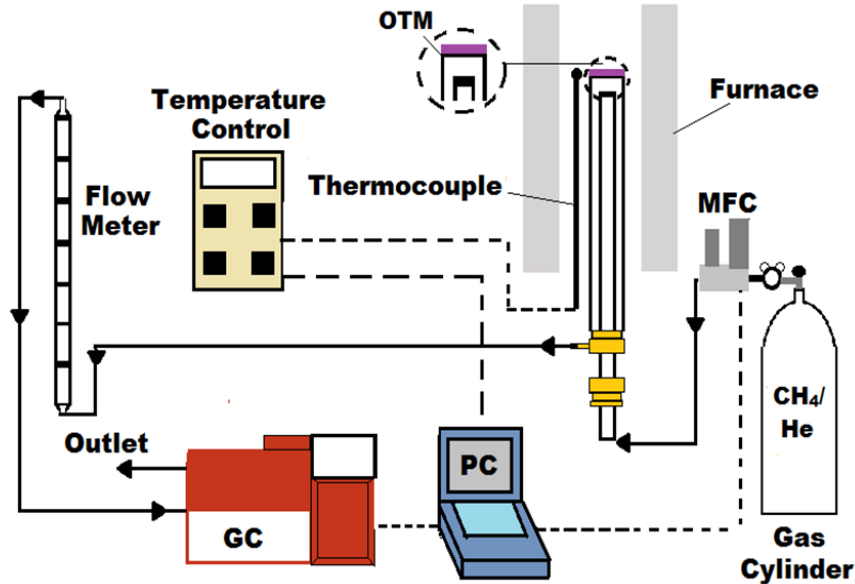 OTM
Temperature
Control
Furnace
Flow
Meter
Thermocouple
MFC
CH₄/
He
Outlet
PC
GC
Gas
Cylinder